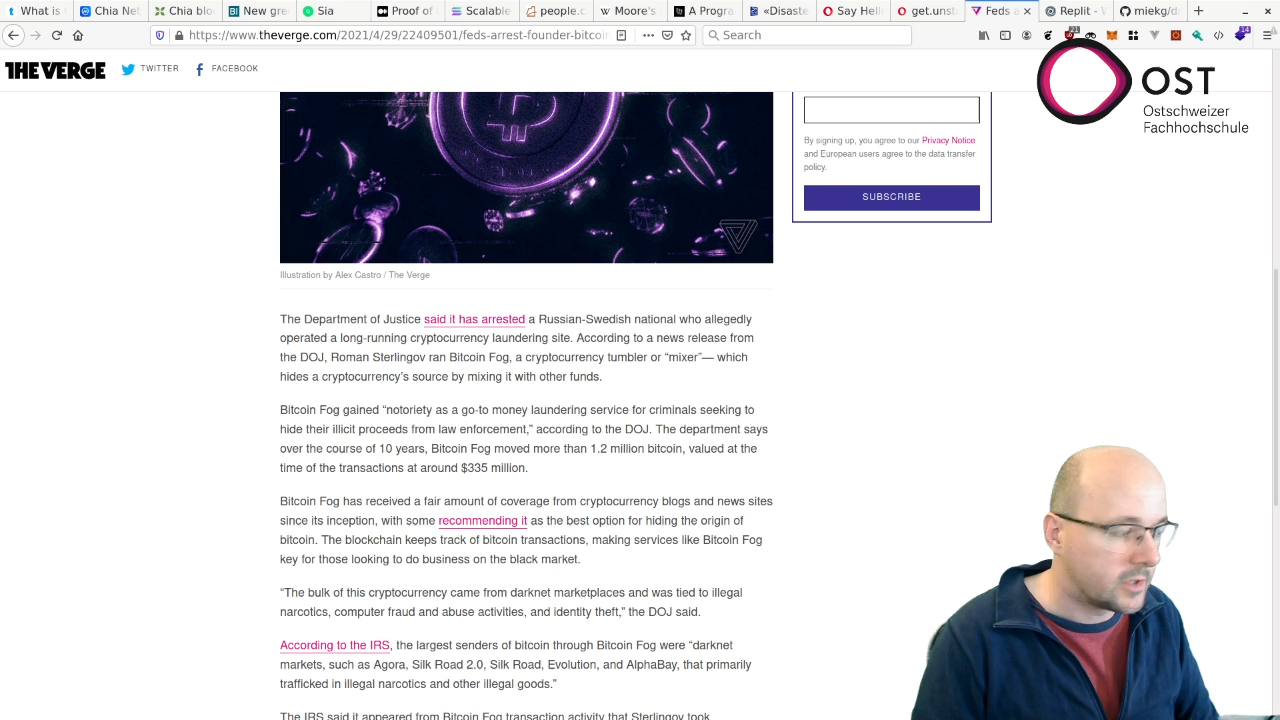 What is
Chia Net
Chia blo
New gre
Sia
Proof of
Scalable
people.c
Moore's
A Progra
«Disaste
Say Hello
get.unst
Feds a
Replit -
miekg/d
https://www.theverge.com/2021/4/29/22409501/feds-arrest-founder-bitcoin
Search
21
14
THE VERGE
TWITTER
FACEBOOK
OST
Ostschweizer
Fachhochschule
By signing up, you agree to our Privacy Notice
and European users agree to the data transfer
policy.
SUBSCRIBE
Illustration by Alex Castro / The Verge
The Department of Justice said it has arrested a Russian-Swedish national who allegedly
operated a long-running cryptocurrency laundering site. According to a news release from
the DOJ, Roman Sterlingov ran Bitcoin Fog, a cryptocurrency tumbler or “mixer”— which
hides a cryptocurrency’s source by mixing it with other funds.
Bitcoin Fog gained “notoriety as a go-to money laundering service for criminals seeking to
hide their illicit proceeds from law enforcement,” according to the DOJ. The department says
over the course of 10 years, Bitcoin Fog moved more than 1.2 million bitcoin, valued at the
time of the transactions at around $335 million.
Bitcoin Fog has received a fair amount of coverage from cryptocurrency blogs and news sites
since its inception, with some recommending it as the best option for hiding the origin of
bitcoin. The blockchain keeps track of bitcoin transactions, making services like Bitcoin Fog
key for those looking to do business on the black market.
“The bulk of this cryptocurrency came from darknet marketplaces and was tied to illegal
narcotics, computer fraud and abuse activities, and identity theft,” the DOJ said.
According to the IRS, the largest senders of bitcoin through Bitcoin Fog were “darknet
markets, such as Agora, Silk Road 2.0, Silk Road, Evolution, and AlphaBay, that primarily
trafficked in illegal narcotics and other illegal goods.”
The IRS said it appeared from Bitcoin Fog transaction activity that Sterlingov took